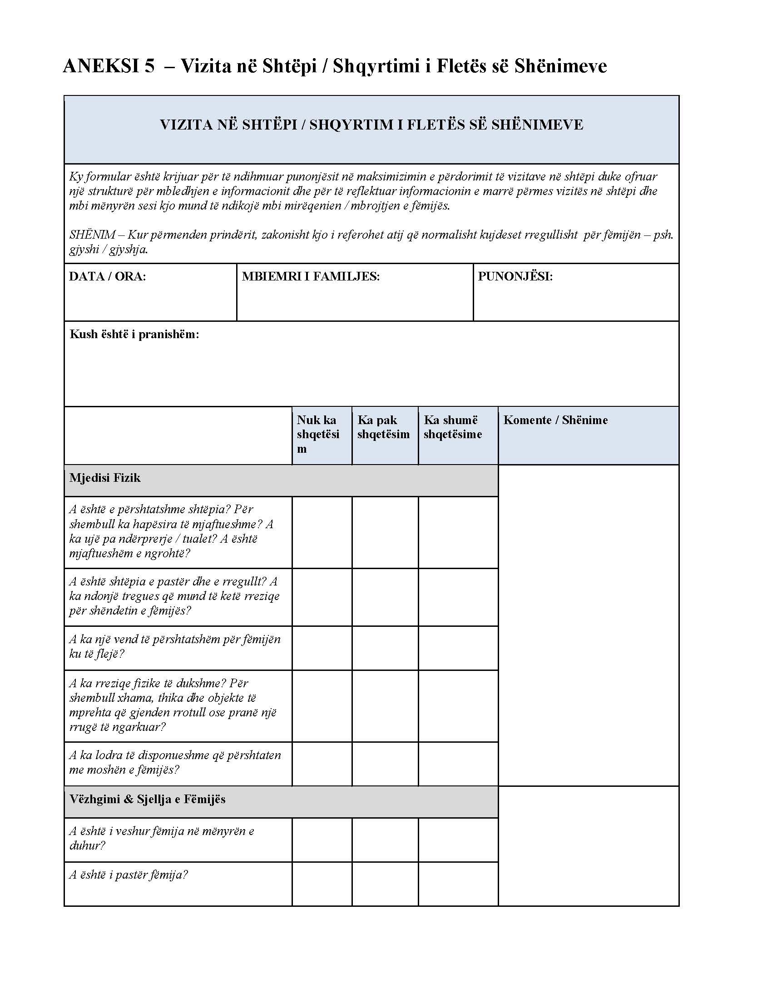 ANEKSI 5 – Vizita në Shtëpi / Shqyrtimi i Fletës së Shënimeve
VIZITA NË SHTËPI / SHQYRTIM I FLETËS SË SHËNIMEVE
Ky formular është krijuar për të ndihmuar punonjësit në maksimizimin e përdorimit të vizitave në shtëpi duke ofruar
një strukturë për mbledhjen e informacionit dhe për të reflektuar informacionin e marrë përmes vizitës në shtëpi dhe
mbi mënyrën sesi kjo mund të ndikojë mbi mirëqenien / mbrojtjen e fëmijës.
SHËNIM – Kur përmenden prindërit, zakonisht kjo i referohet atij që normalisht kujdeset rregullisht për fëmijën – psh.
gjyshi / gjyshja.
DATA / ORA:
MBIEMRI I FAMILJES:
PUNONJËSI:
Kush është i pranishëm:
Nuk ka
shqetësi
m
Ka pak
shqetësim
Ka shumë
shqetësime
Komente / Shënime
Mjedisi Fizik
A është e përshtatshme shtëpia? Për
shembull ka hapësira të mjaftueshme? A
ka ujë pa ndërprerje / tualet? A është
mjaftueshëm e ngrohtë?
A është shtëpia e pastër dhe e rregullt? A
ka ndonjë tregues që mund të ketë rreziqe
për shëndetin e fëmijës?
A ka një vend të përshtatshëm për fëmijën
ku të flejë?
A ka rreziqe fizike të dukshme? Për
shembull xhama, thika dhe objekte të
mprehta që gjenden rrotull ose pranë një
rrugë të ngarkuar?
A ka lodra të disponueshme që përshtaten
me moshën e fëmijës?
Vëzhgimi & Sjellja e Fëmijës
A është i veshur fëmija në mënyrën e
duhur?
A është i pastër fëmija?